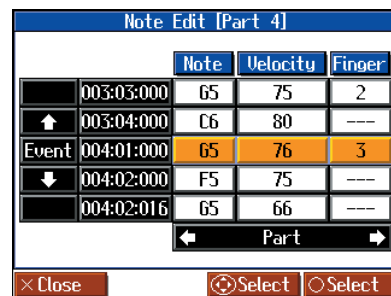 Note Edit [Part 4]
Note Velocity Finger
003:03:000 G5 75 2
003:04:000 C6 80 ---
Event 004:01:000 G5 76 3
004:02:000 F5 75 ---
004:02:016 G5 66 ---
Part
×Close Select ○Select